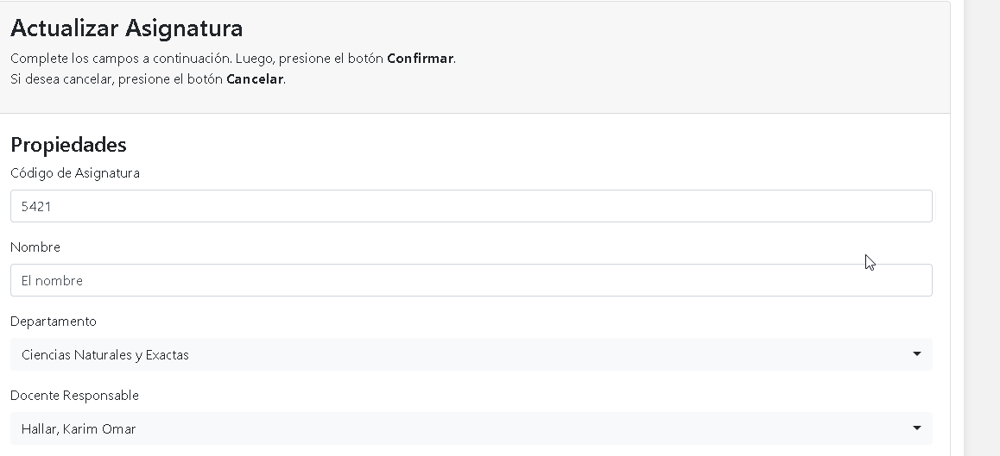 Actualizar Asignatura
Complete los campos a continuación. Luego, presione el botón Confirmar.
Si desea cancelar, presione el botón Cancelar.
Propiedades
Código de Asignatura
5421
Nombre
El nombre
Departamento
Ciencias Naturales y Exactas
Docente Responsable
Hallar, Karim Omar